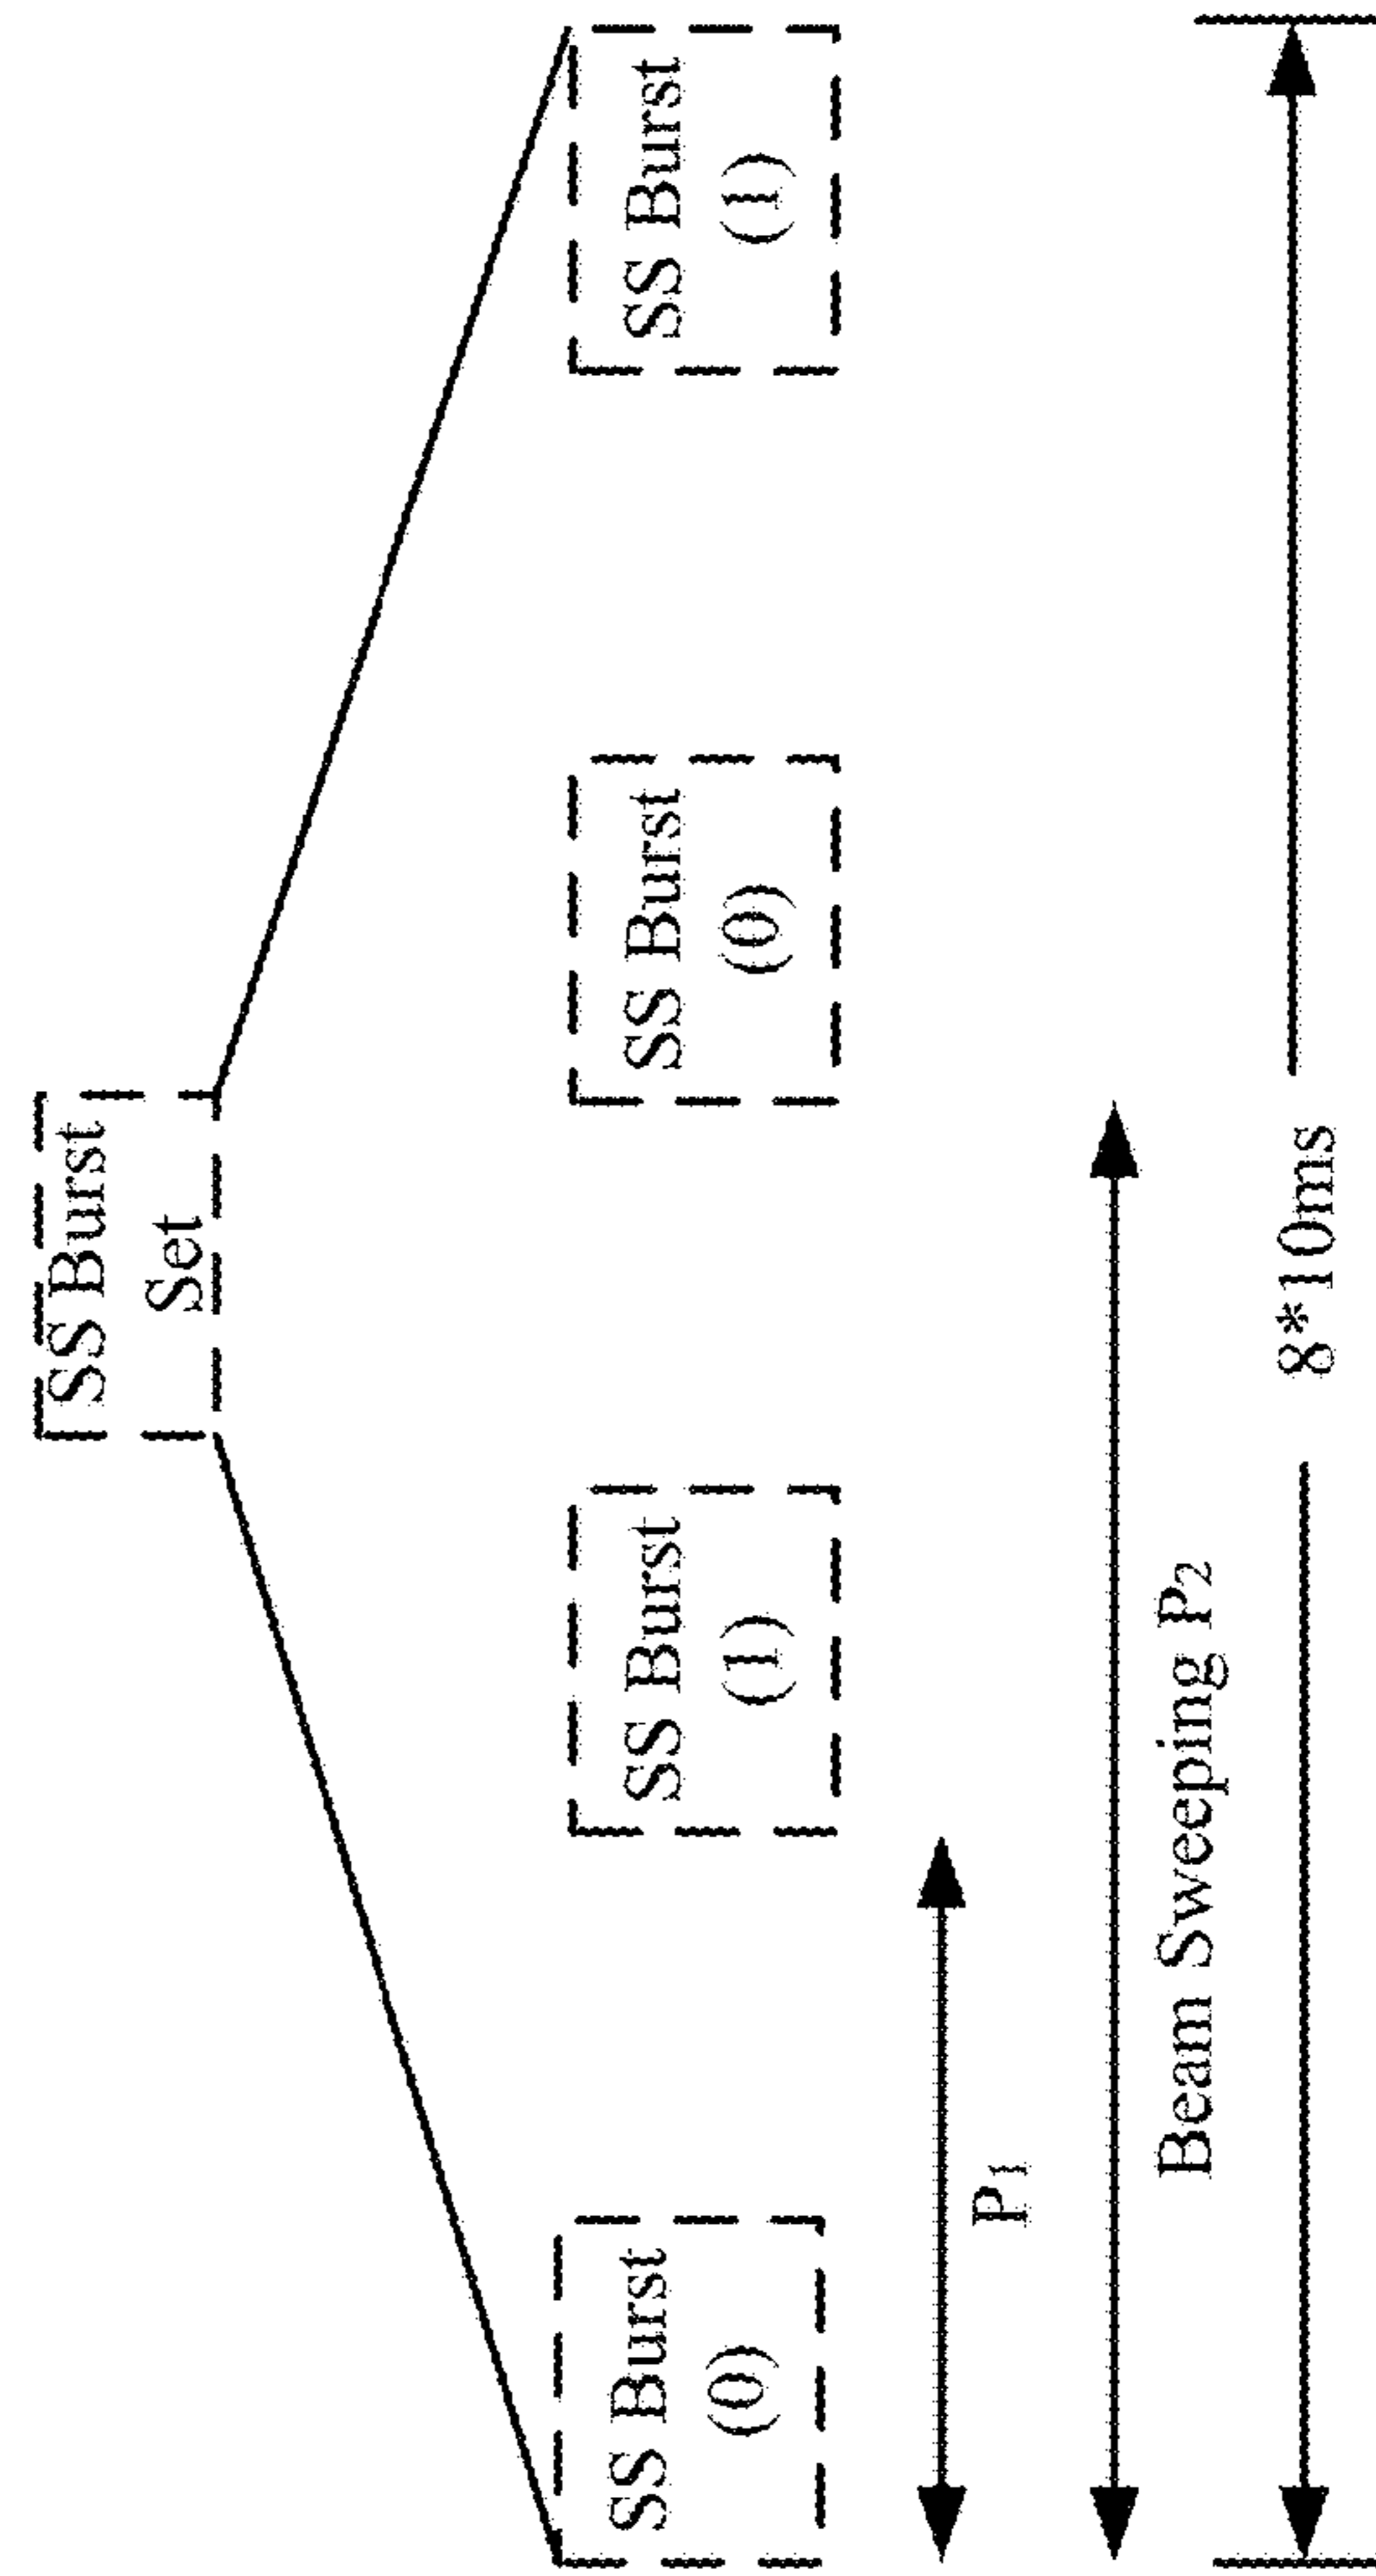 SS Burst
Set
SS Burst
(0)
SS Burst
(1)
SS Burst
(0)
SS Burst
(1)
P1
Beam Sweeping P2
8*10ms